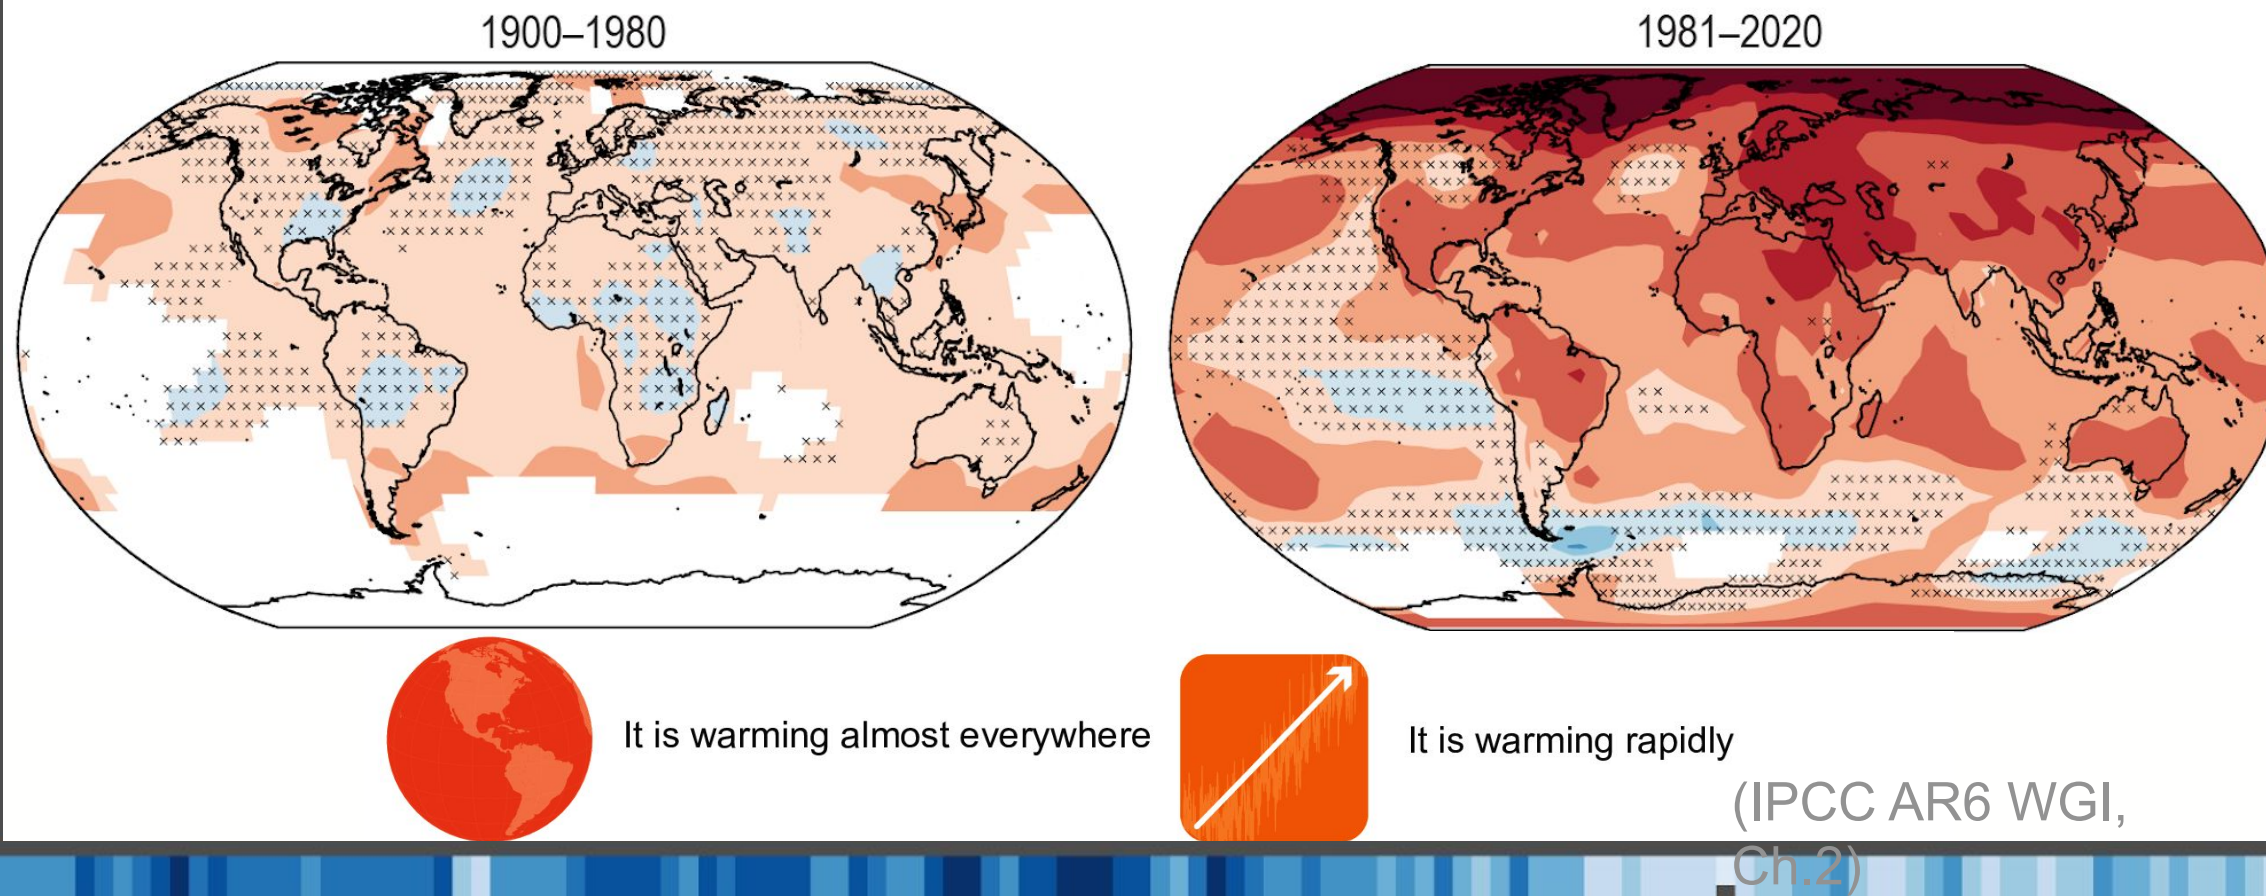 1900–1980
1981–2020
It is warming almost everywhere
It is warming rapidly
(IPCC AR6 WGI,
Ch.2)